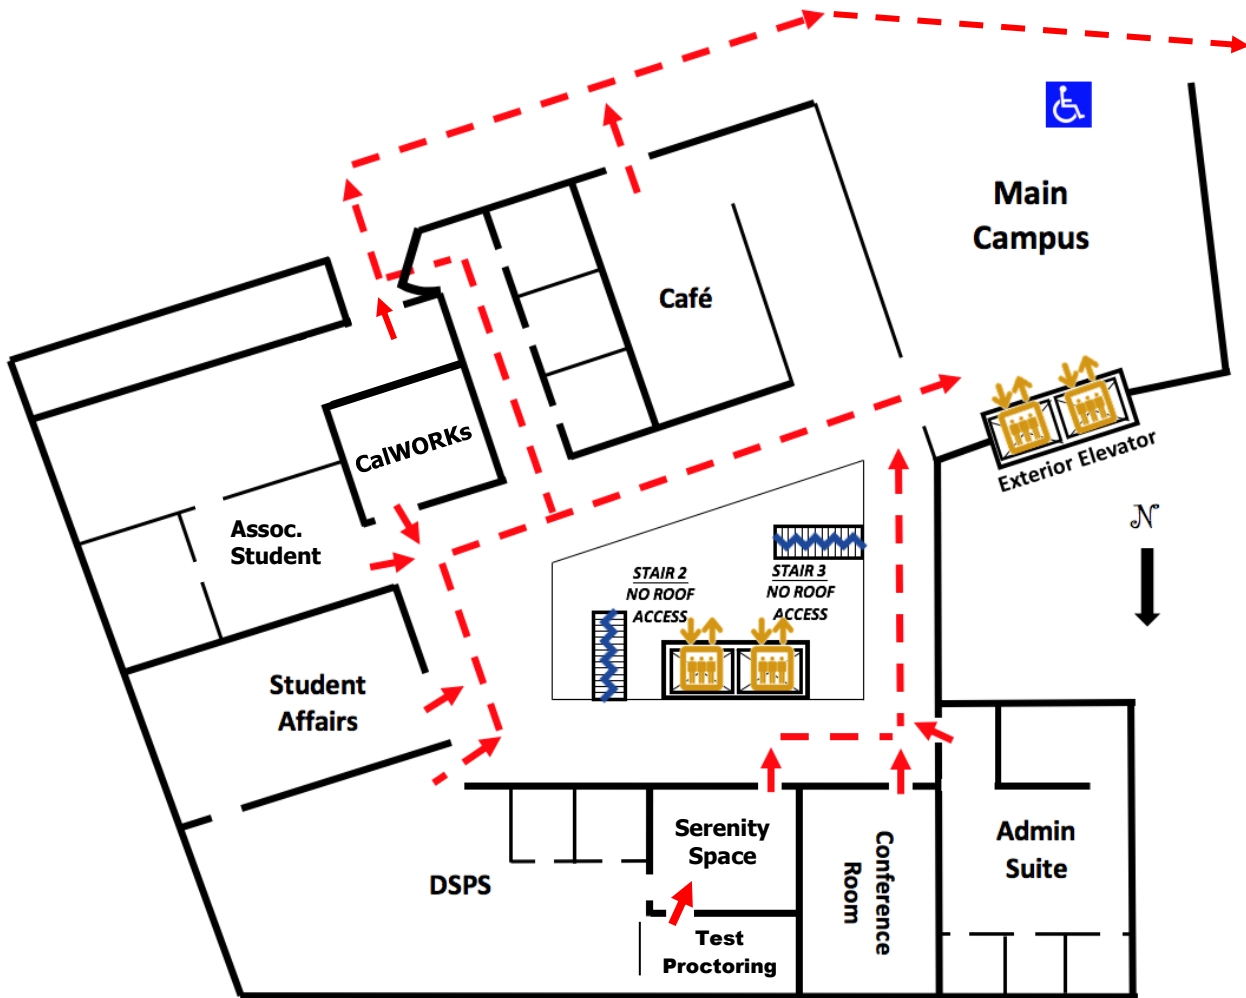 Main
Campus
Café
CalWORKs
Exterior Elevator
N
Assoc.
Student
STAIR 2
NO ROOF
ACCESS
STAIR 3
NO ROOF
ACCESS
Student
Affairs
Serenity
Space
Conference
Room
Admin
Suite
DSPS
Test
Proctoring